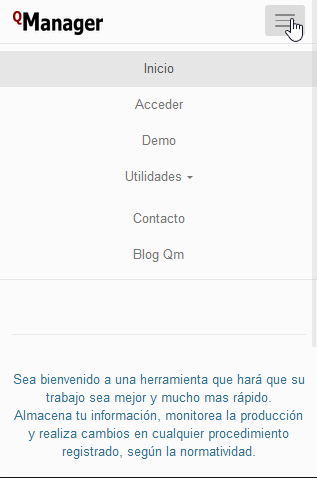 QManager
Inicio
Acceder
Demo
Utilidades
Contacto
Blog Qm
Sea bienvenido a una herramienta que hará que su
trabajo sea mejor y mucho mas rápido.
Almacena tu información, monitorea la producción
y realiza cambios en cualquier procedimiento
registrado, según la normatividad.